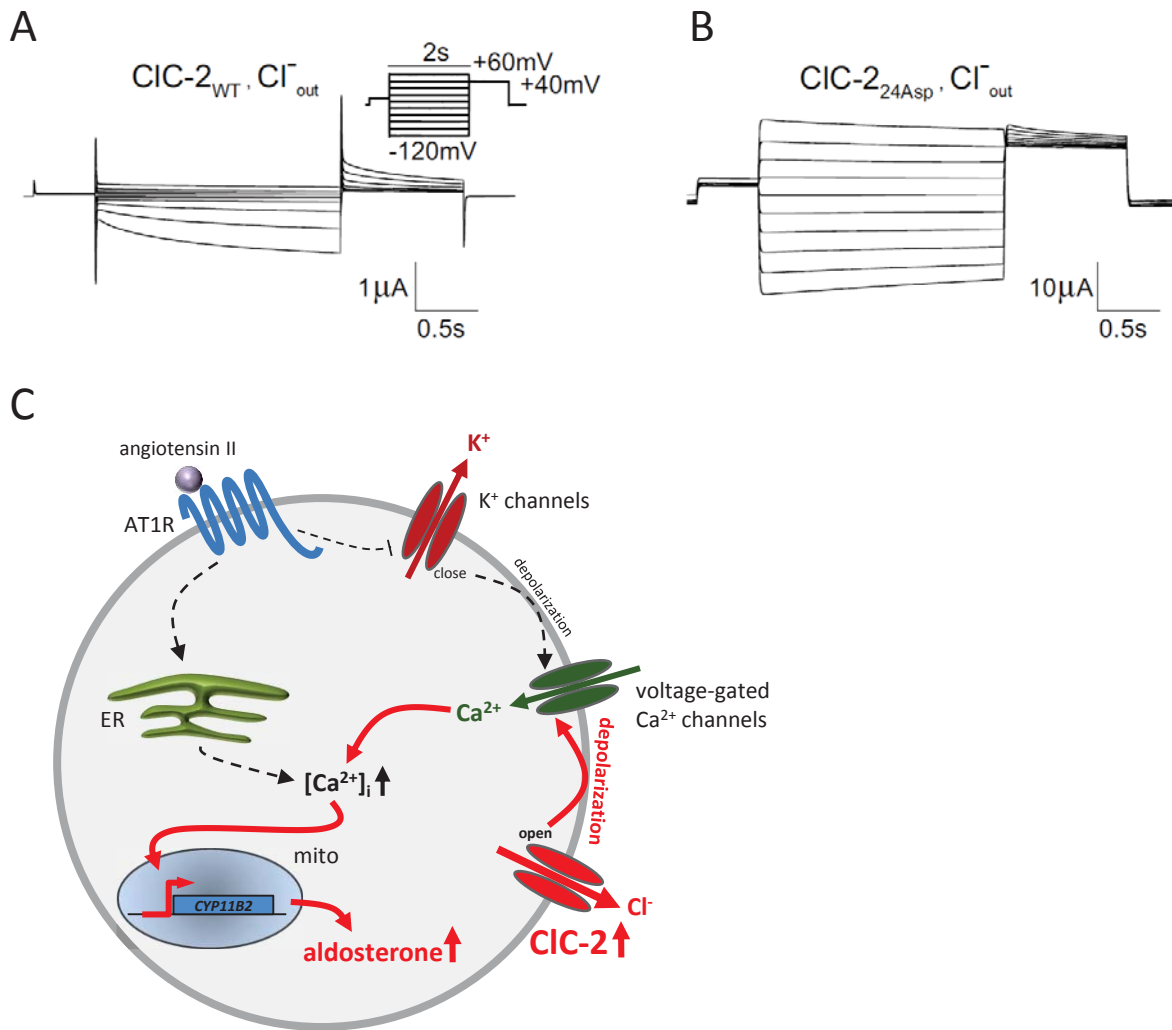 A
ClC-2WT, Cl⁻out
2s
+60mV
+40mV
-120mV
1µA
0.5s
B
ClC-224Asp, Cl⁻out
10µA
0.5s
C
angiotensin II
AT1R
K⁺
K⁺ channels
close
depolarization
ER
Ca²⁺
voltage-gated
Ca²⁺ channels
depolarization
[Ca²⁺]i
open
mito
CYP11B2
Cl⁻
aldosterone
ClC-2